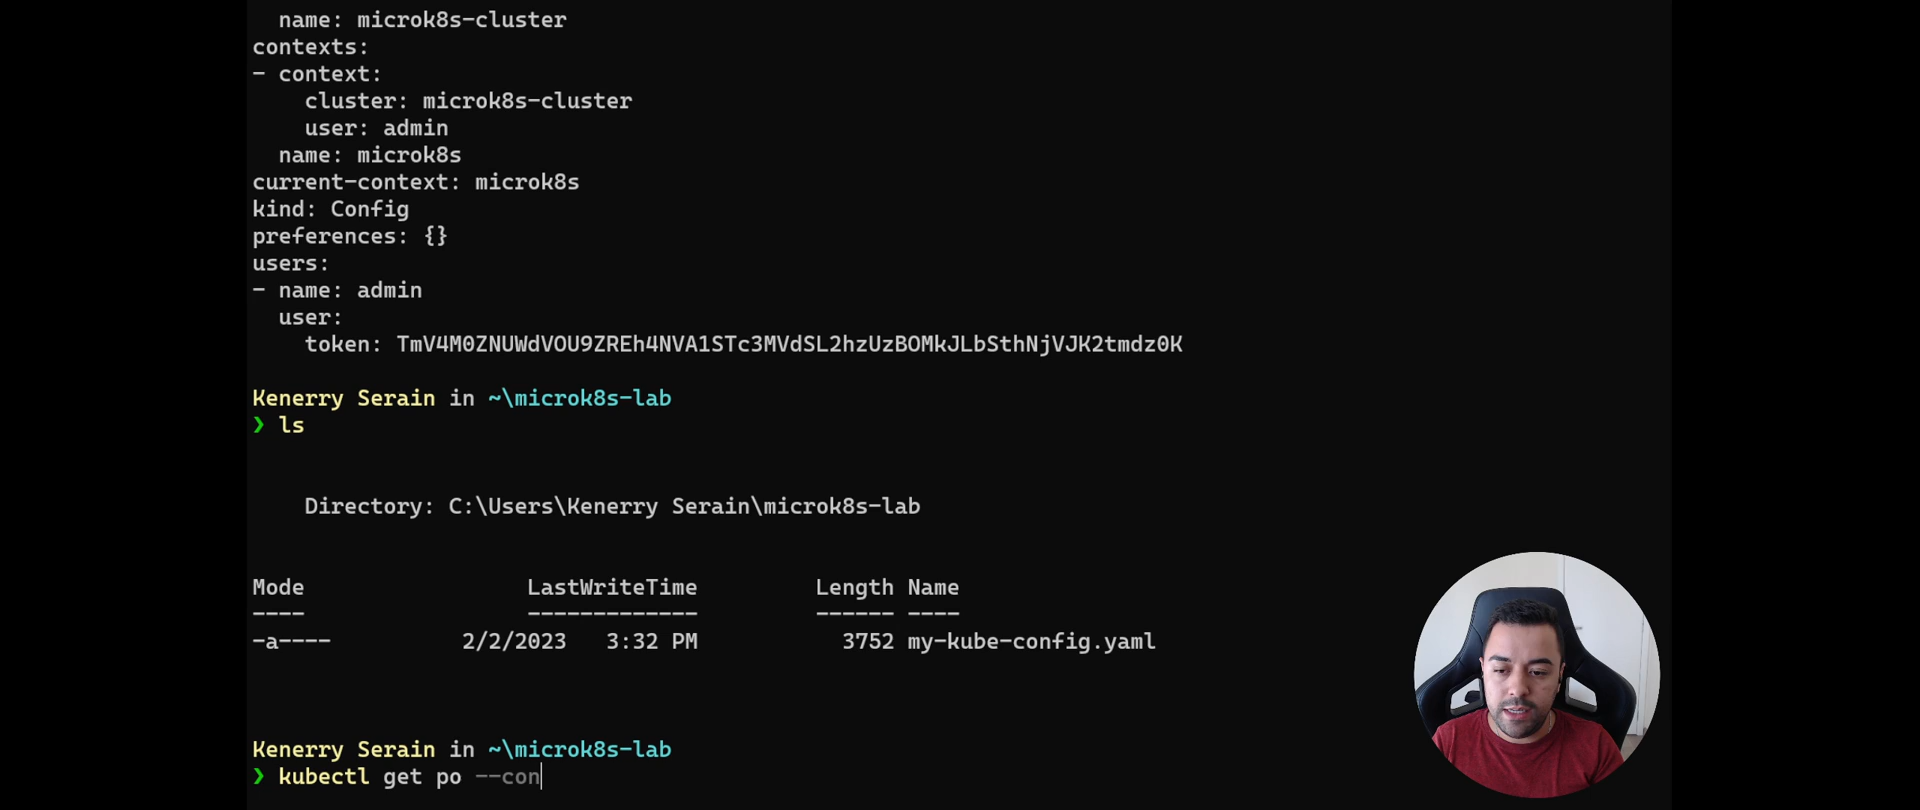 name: microk8s-cluster
contexts:
- context:
cluster: microk8s-cluster
user: admin
name: microk8s
current-context: microk8s
kind: Config
preferences: {}
users:
- name: admin
user:
token: TmV4M0ZNUWdVOU9ZREh4NVA1STc3MVdSL2hzUzBOMkJLbSthNjVJK2tmdz0K
Kenerry Serain in ~\microk8s-lab
❯ ls
Directory: C:\Users\Kenerry Serain\microk8s-lab
Mode LastWriteTime Length Name
---- ------------- ------ ----
-a---- 2/2/2023 3:32 PM 3752 my-kube-config.yaml
Kenerry Serain in ~\microk8s-lab
❯ kubectl get po --con